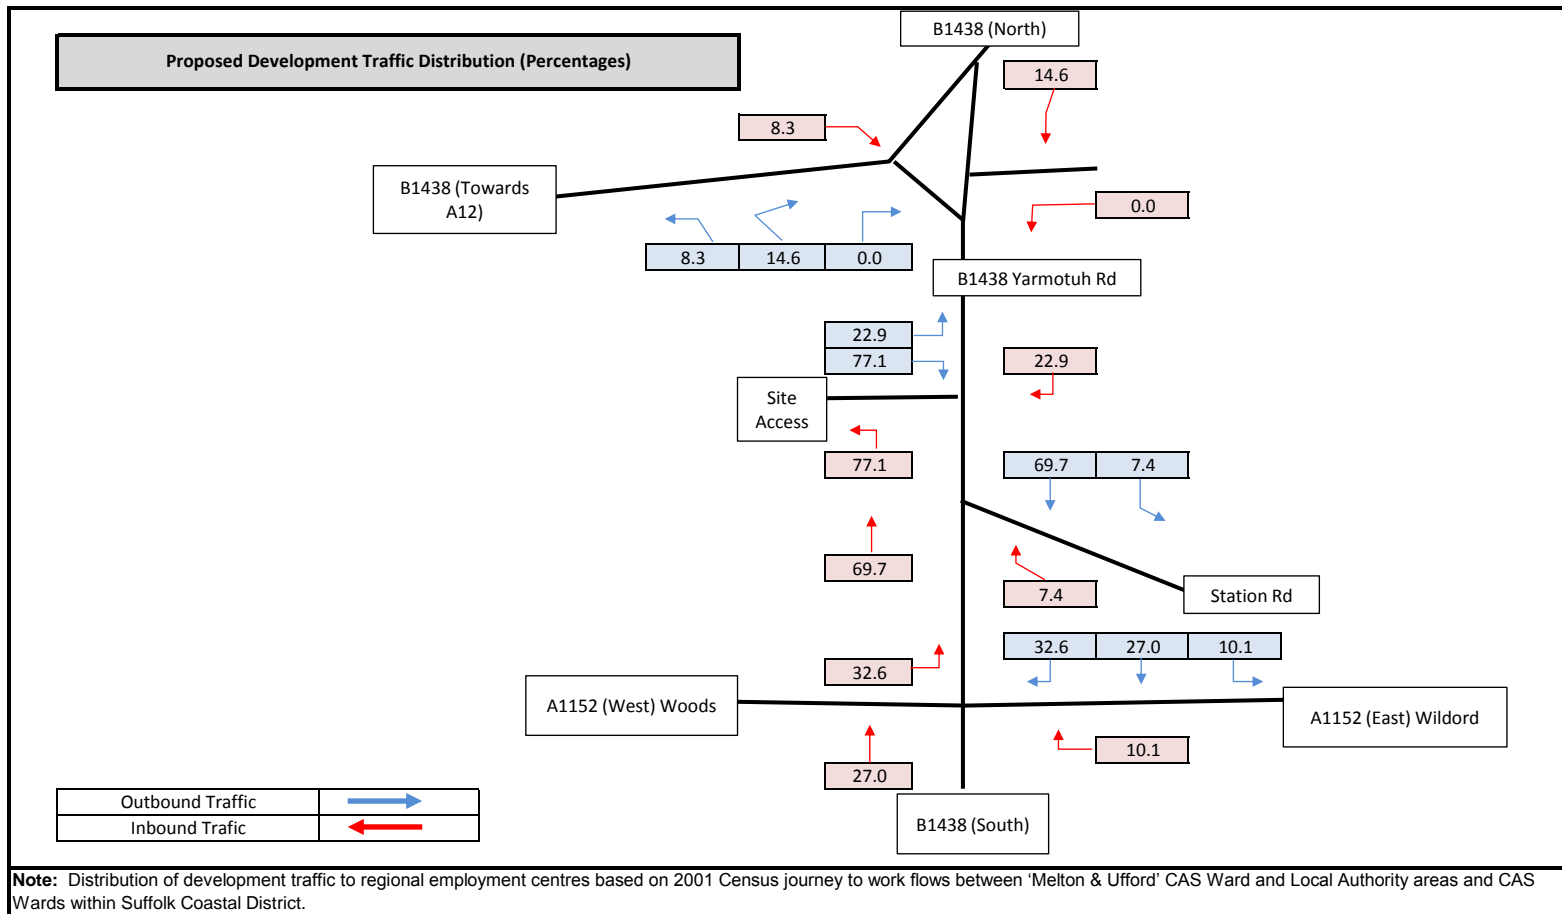 B1438 (North)
Proposed Development Traffic Distribution (Percentages)
14.6
8.3
B1438 (Towards
A12)
0.0
8.3 14.6 0.0
B1438 Yarmotuh Rd
22.9
77.1
22.9
Site
Access
77.1
69.7 7.4
69.7
7.4
Station Rd
32.6 27.0 10.1
32.6
A1152 (West) Woods
A1152 (East) Wildord
10.1
27.0
Outbound Traffic
Inbound Trafic
B1438 (South)
Note: Distribution of development traffic to regional employment centres based on 2001 Census journey to work flows between 'Melton & Ufford' CAS Ward and Local Authority areas and CAS
Wards within Suffolk Coastal District.